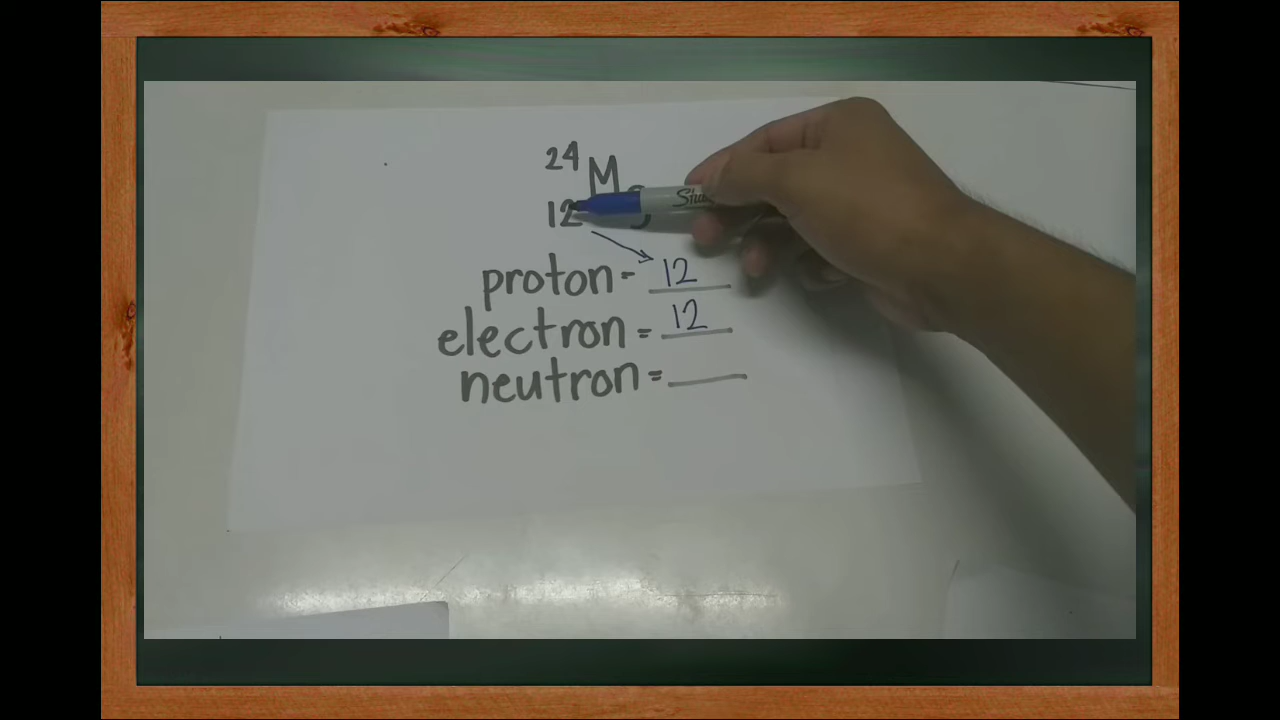 24
M
12
proton = 12
electron = 12
neutron =